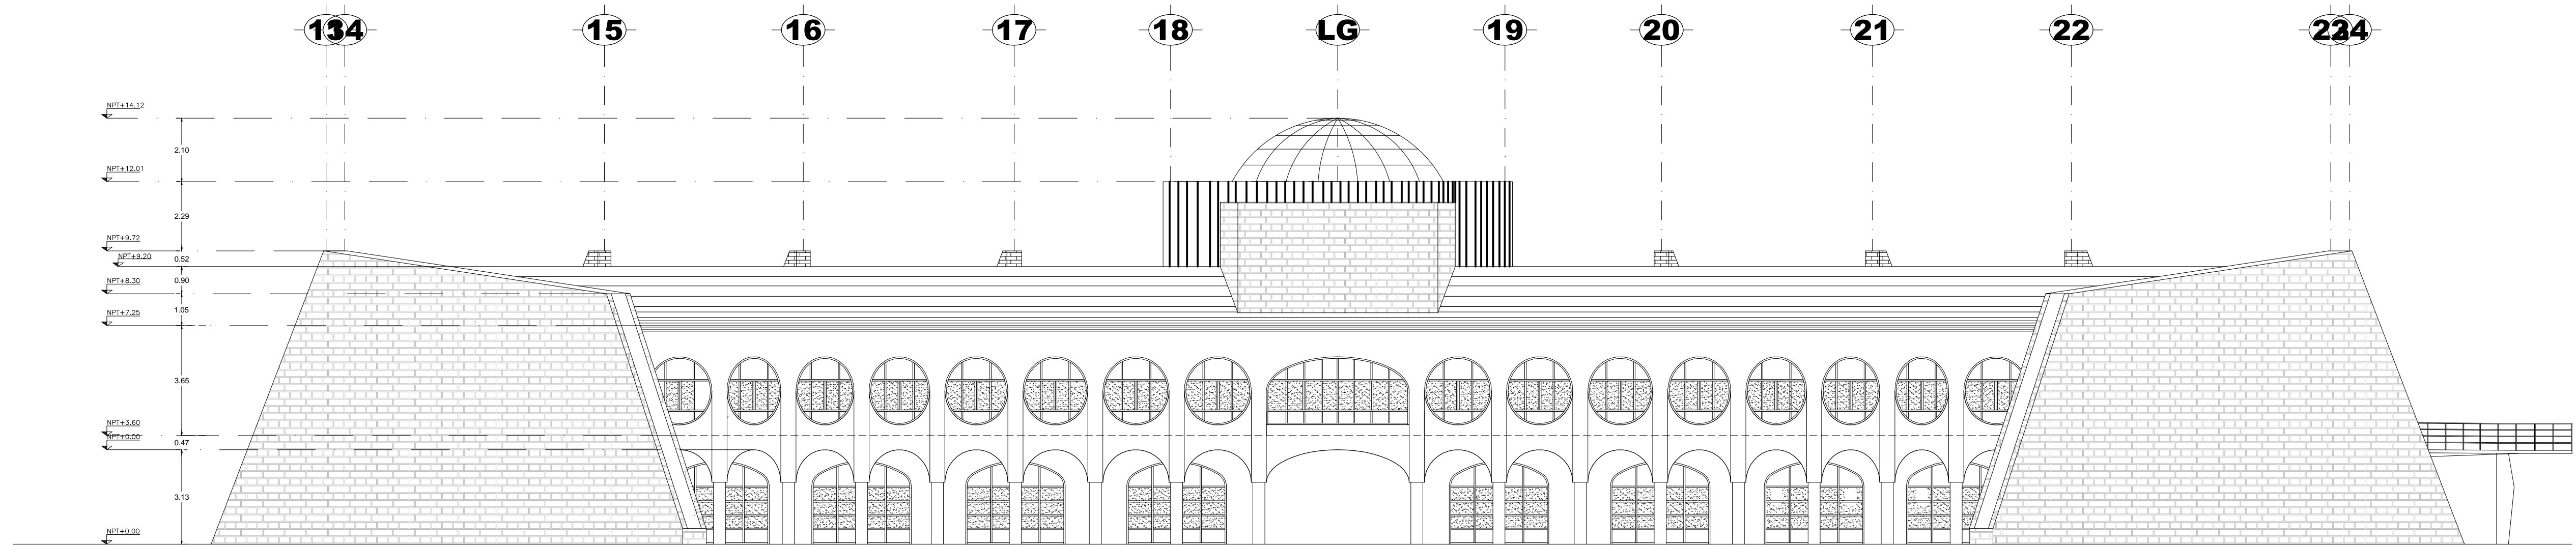 13 14 15 16 17 18 LG 19 20 21 22 23 24
NPT+14.12
2.10
NPT+12.01
2.29
NPT+9.72
NPT+9.20
0.52
0.90
NPT+8.30
1.05
NPT+7.25
3.65
NPT+3.60
NPT+0.00
0.47
3.13
NPT+0.00